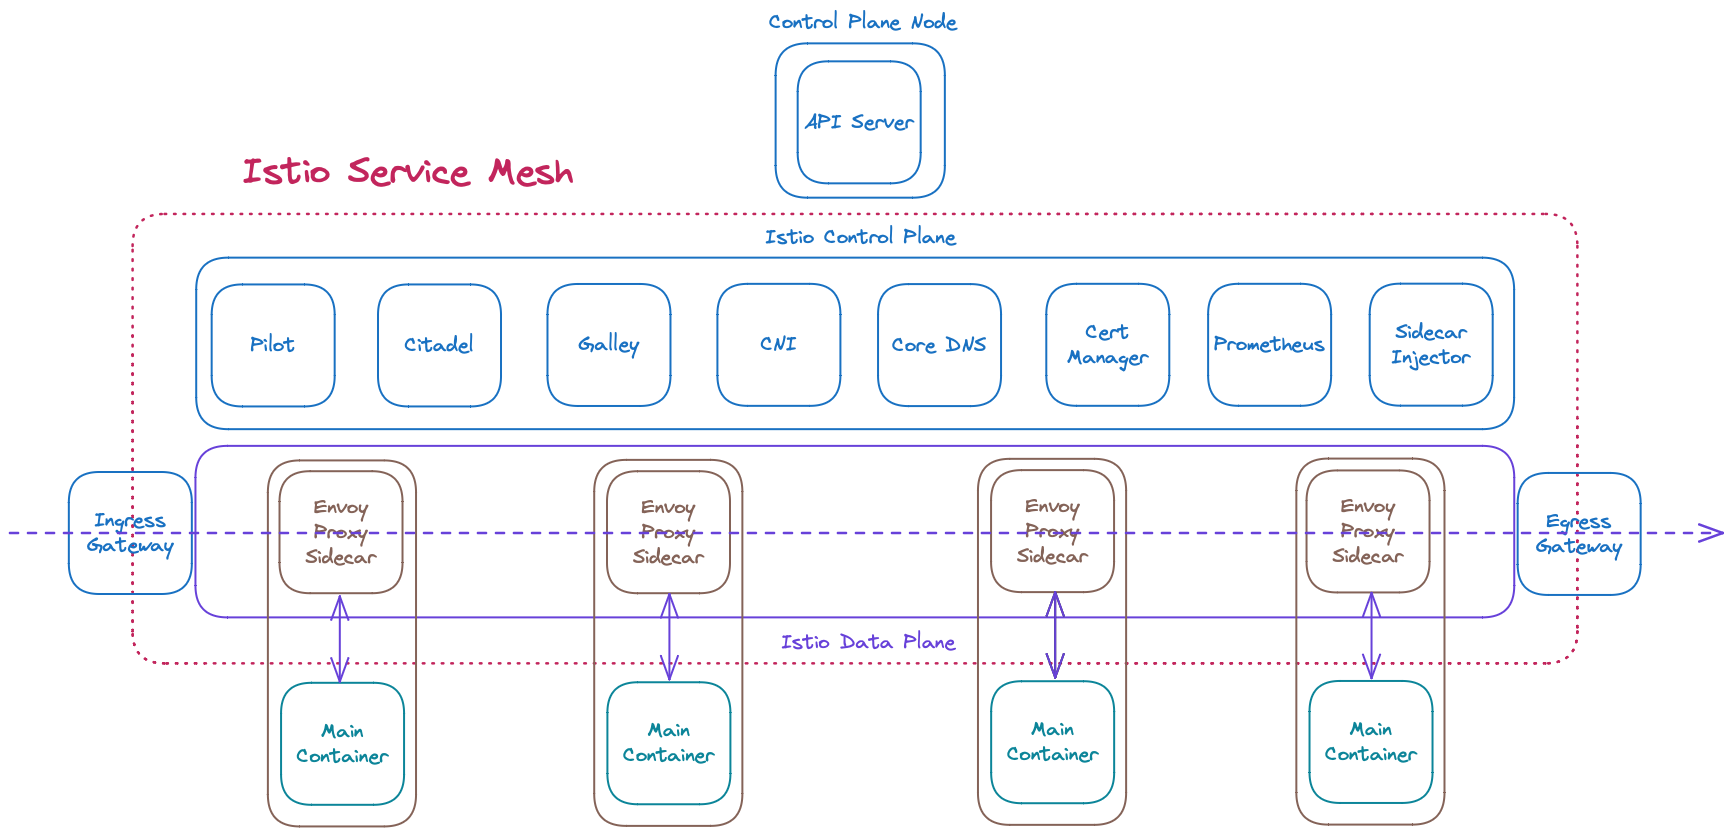 Control Plane Node
API Server
Istio Service Mesh
Istio Control Plane
Pilot
Citadel
Galley
CNI
Core DNS
Cert
Manager
Prometheus
Sidecar
Injector
Ingress
Gateway
Envoy
Proxy
Sidecar
Envoy
Proxy
Sidecar
Envoy
Proxy
Sidecar
Envoy
Proxy
Sidecar
Egress
Gateway
Istio Data Plane
Main
Container
Main
Container
Main
Container
Main
Container